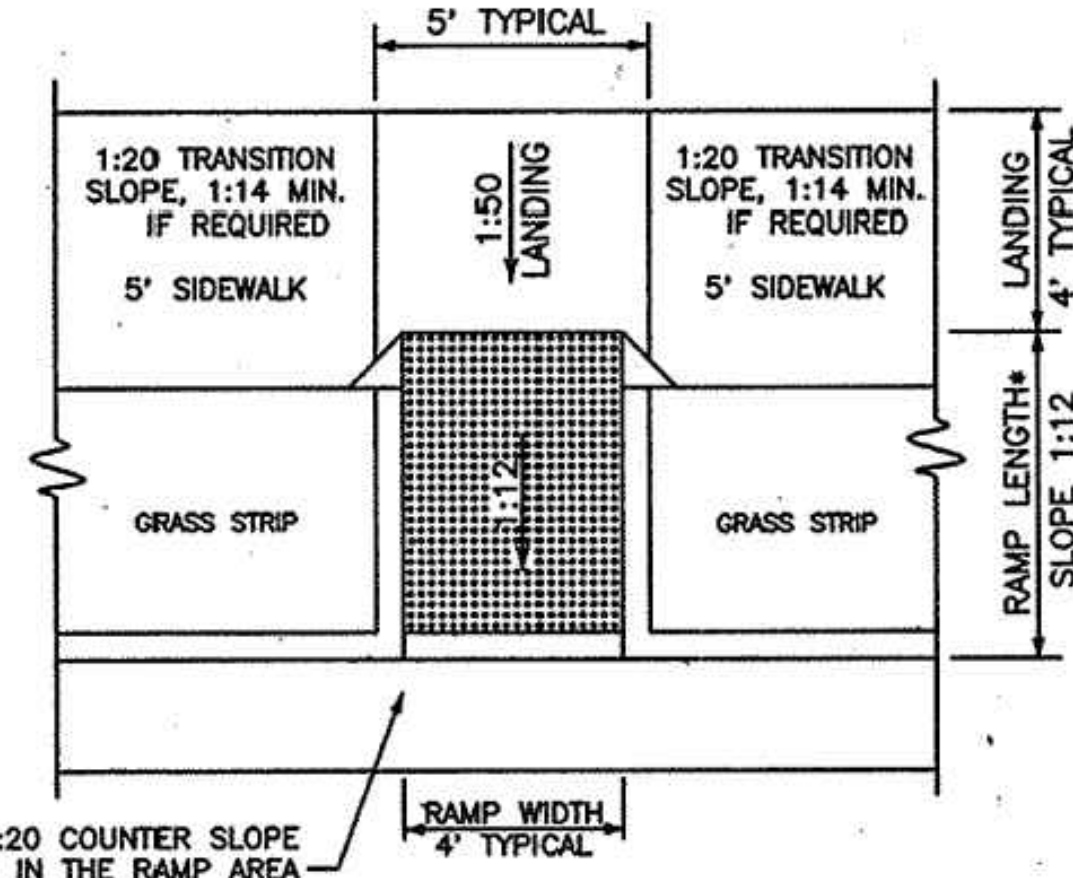 5' TYPICAL
1:20 TRANSITION
SLOPE, 1:14 MIN.
IF REQUIRED
5' SIDEWALK
1:50
LANDING
1:20 TRANSITION
SLOPE, 1:14 MIN.
IF REQUIRED
5' SIDEWALK
LANDING
4' TYPICAL
GRASS STRIP
1:12
GRASS STRIP
RAMP LENGTH*
SLOPE 1:12
RAMP WIDTH
4' TYPICAL
:20 COUNTER SLOPE
IN THE RAMP AREA